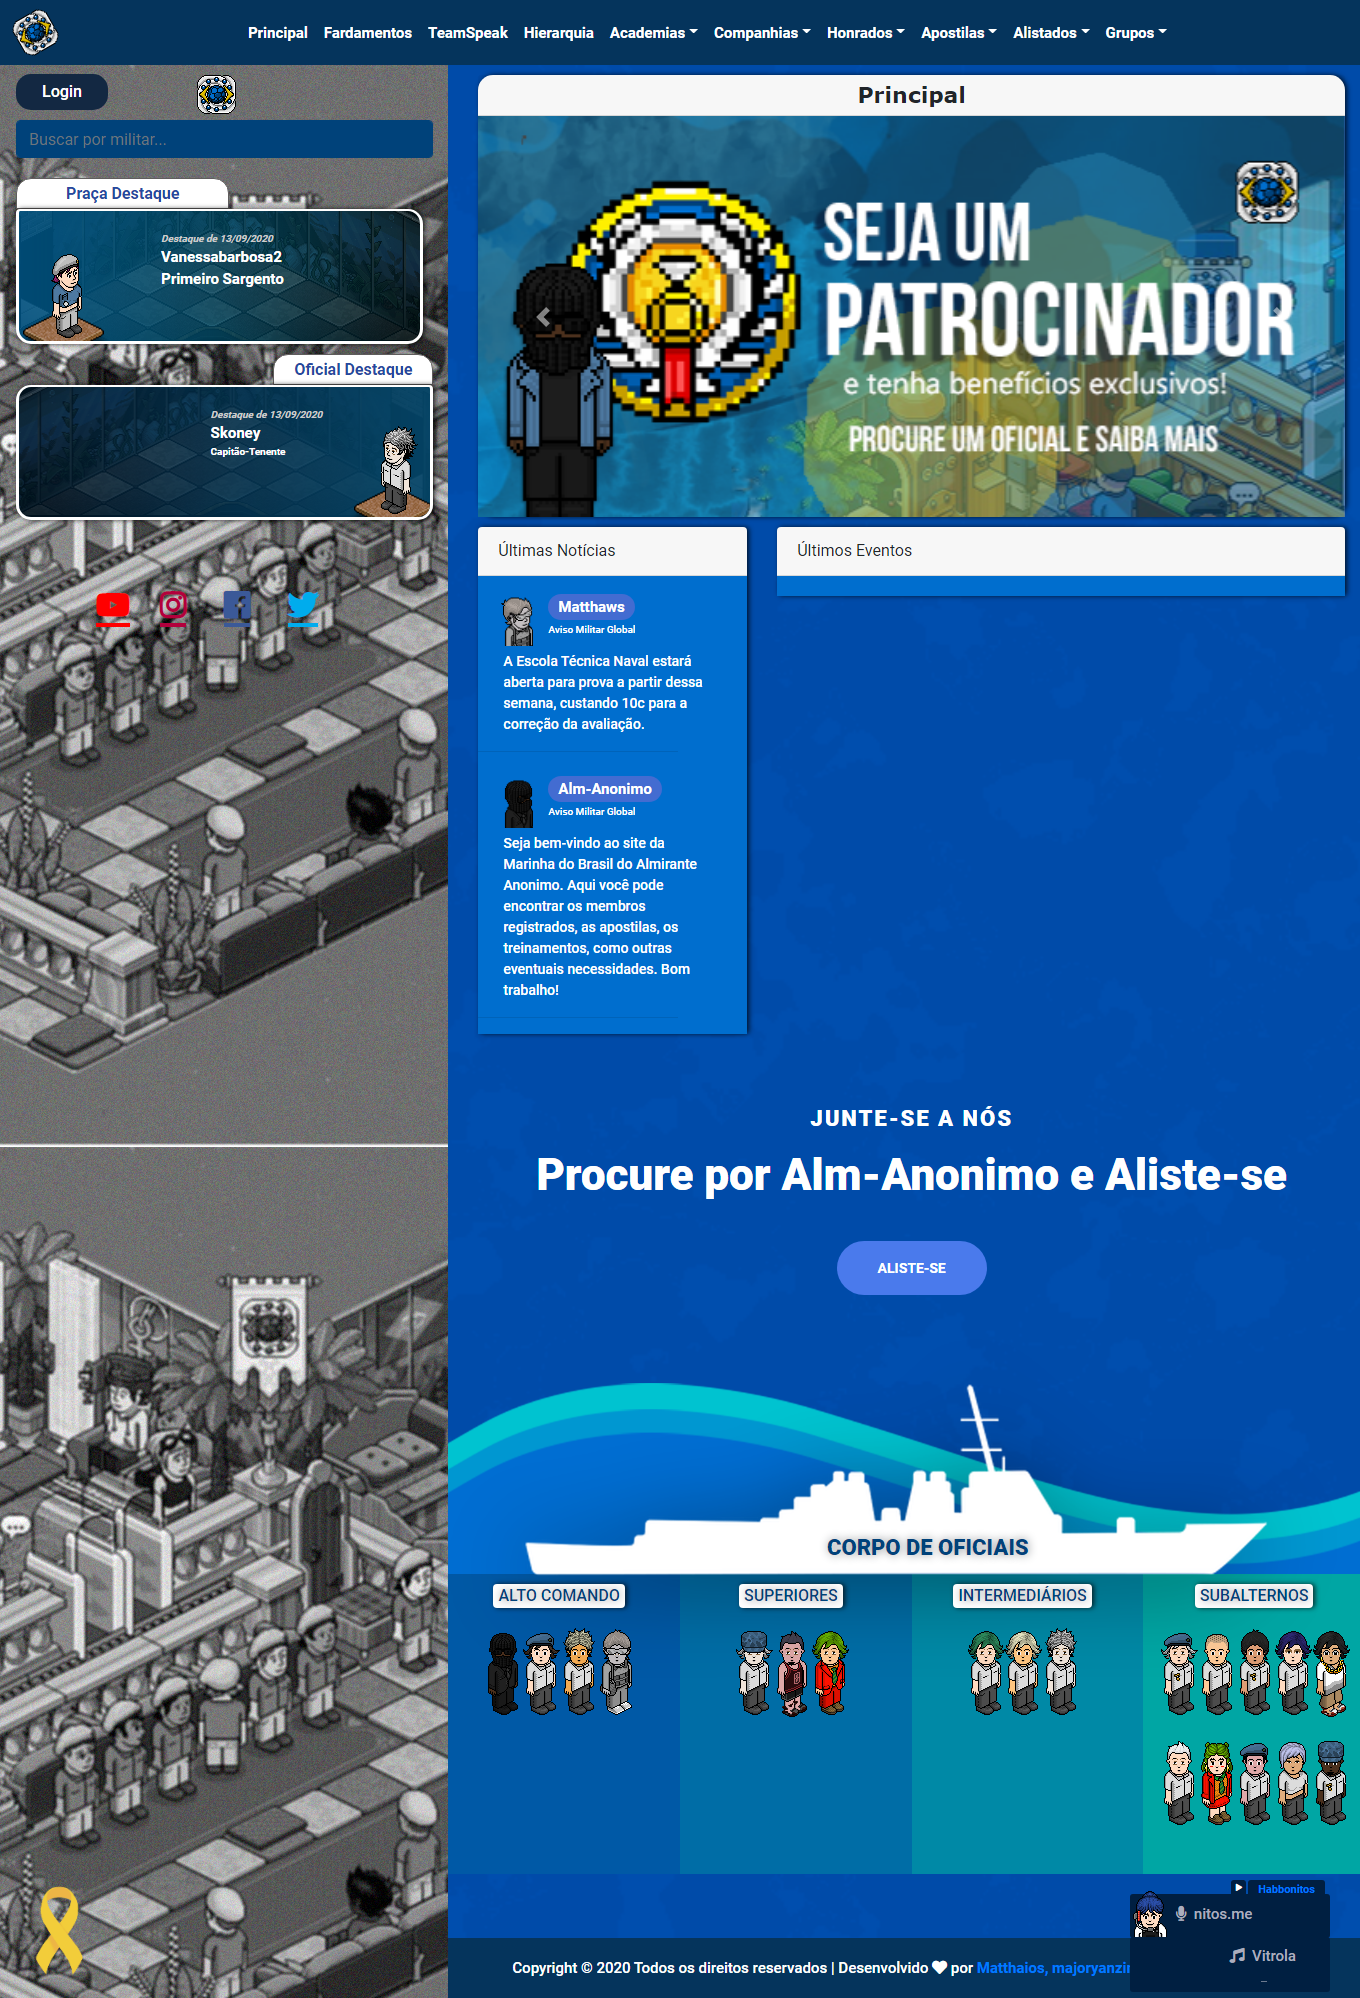 Principal Fardamentos TeamSpeak Hierarquia Academias Companhias Honrados Apostilas Alistados Grupos
Login
Buscar por militar...
Praça Destaque
Destaque de 13/09/2020
Vanessabarbosa2
Primeiro Sargento
Oficial Destaque
Destaque de 13/09/2020
Skoney
Capitão-Tenente
Principal
SEJA UM
PATROCINADOR
e tenha benefícios exclusivos!
PROCURE UM OFICIAL E SAIBA MAIS
Últimas Notícias
Matthaws
Aviso Militar Global
A Escola Técnica Naval estará
aberta para prova a partir dessa
semana, custando 10c para a
correção da avaliação.
Alm-Anonimo
Aviso Militar Global
Seja bem-vindo ao site da
Marinha do Brasil do Almirante
Anonimo. Aqui você pode
encontrar os membros
registrados, as apostilas, os
treinamentos, como outras
eventuais necessidades. Bom
trabalho!
Últimos Eventos
JUNTE-SE A NÓS
Procure por Alm-Anonimo e Aliste-se
ALISTE-SE
CORPO DE OFICIAIS
ALTO COMANDO
SUPERIORES
INTERMEDIÁRIOS
SUBALTERNOS
Habbonitos
nitos.me
Vitrola
Copyright © 2020 Todos os direitos reservados | Desenvolvido por Matthaios,